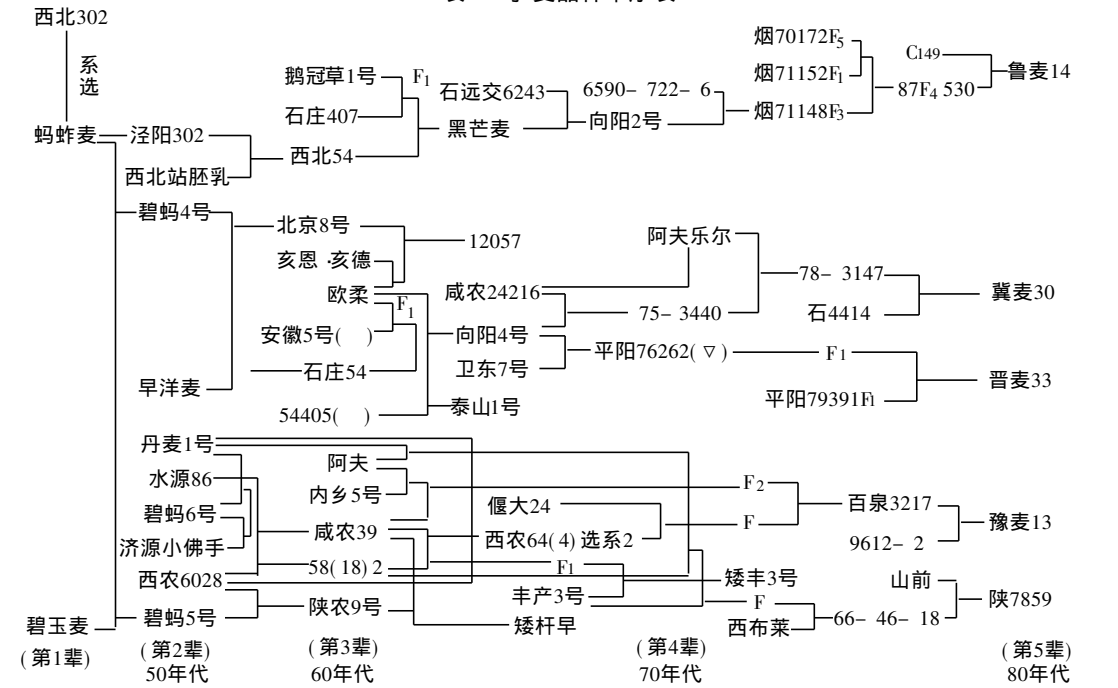 西北302
系
选
蚂蚱麦
泾阳302
西北站胚乳
鹅冠草1号
F1
石庄407
西北54
石远交6243
黑芒麦
6590- 722- 6
向阳2号
烟70172F5
烟71152F1
烟71148F3
C149
87F4 530
鲁麦14
碧蚂4号
早洋麦
北京8号
亥恩·亥德
12057
欧柔
F1
安徽5号( )
石庄54
54405( )
咸农24216
向阳4号
卫东7号
泰山1号
阿夫乐尔
75- 3440
平阳76262(▽)
78- 3147
石4414
冀麦30
F1
平阳79391F1
晋麦33
丹麦1号
水源86
碧蚂6号
济源小佛手
西农6028
碧蚂5号
阿夫
内乡5号
咸农39
58(18)2
陕农9号
偃大24
西农64(4)选系2
F1
丰产3号
矮杆早
F2
F
矮丰3号
F
西布莱
百泉3217
9612- 2
豫麦13
山前
66- 46- 18
陕7859
碧玉麦
(第1辈)
(第2辈)
50年代
(第3辈)
60年代
(第4辈)
70年代
(第5辈)
80年代